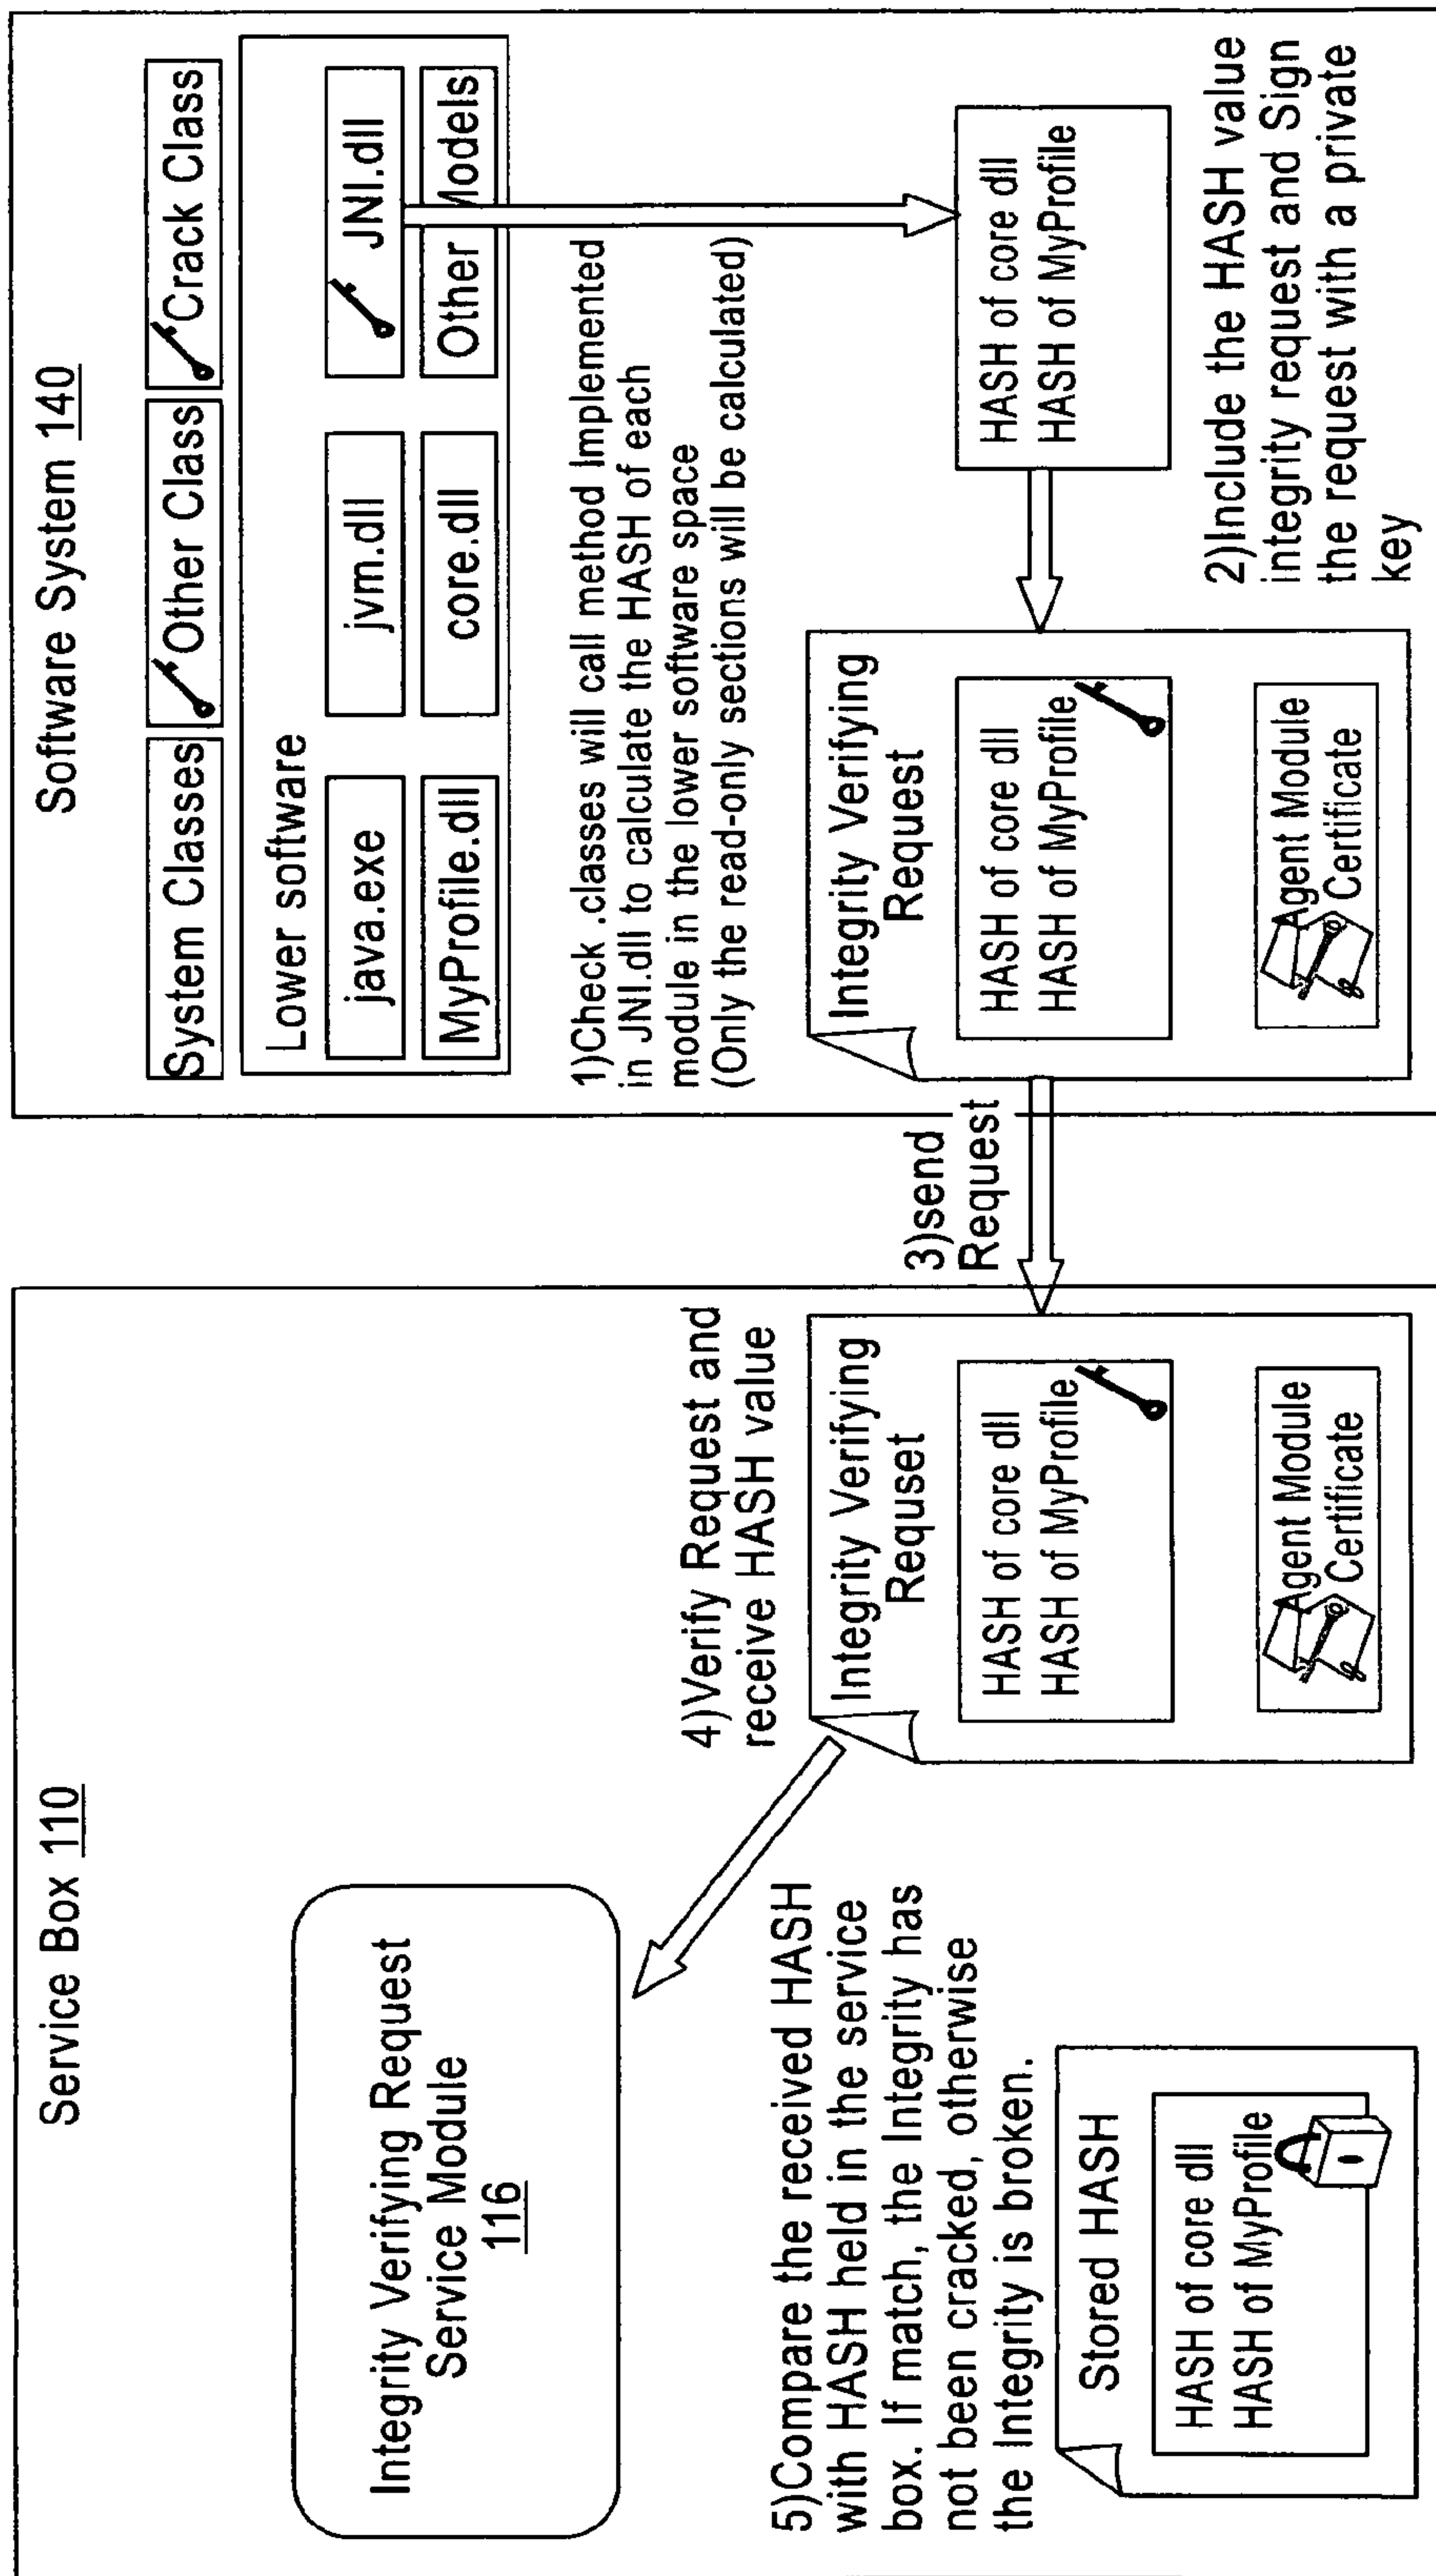 Service Box 110
Integrity Verifying Request
Service Module
116
4)Verify Request and
receive HASH value
5)Compare the received HASH
with HASH held in the service
box. If match, the Integrity has
not been cracked, otherwise
the Integrity is broken.
Stored HASH
HASH of core dll
HASH of MyProfile
Integrity Verifying
Requset
HASH of core dll
HASH of MyProfile
Agent Module
Certificate
3)send
Request
Software System 140
System Classes
Other Class
Crack Class
Lower software
java.exe
jvm.dll
JNI.dll
MyProfile.dll
core.dll
Other Models
1)Check .classes will call method Implemented
in JNI.dll to calculate the HASH of each
module in the lower software space
(Only the read-only sections will be calculated)
Integrity Verifying
Request
HASH of core dll
HASH of MyProfile
Agent Module
Certificate
HASH of core dll
HASH of MyProfile
2)Include the HASH value
integrity request and Sign
the request with a private
key